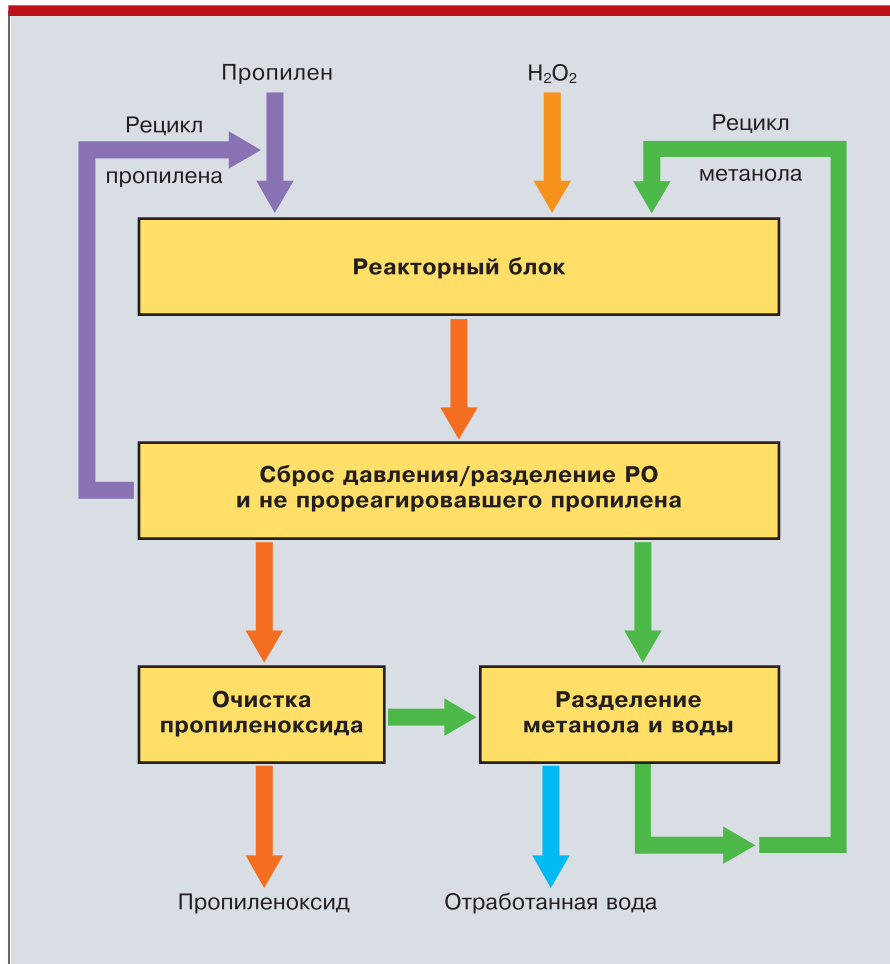 Пропилен
H₂O₂
Рецикл
пропилена
Рецикл
метанола
Реакторный блок
Сброс давления/разделение РО
и не прореагировавшего пропилена
Очистка
пропиленоксида
Разделение
метанола и воды
Пропиленоксид
Отработанная вода